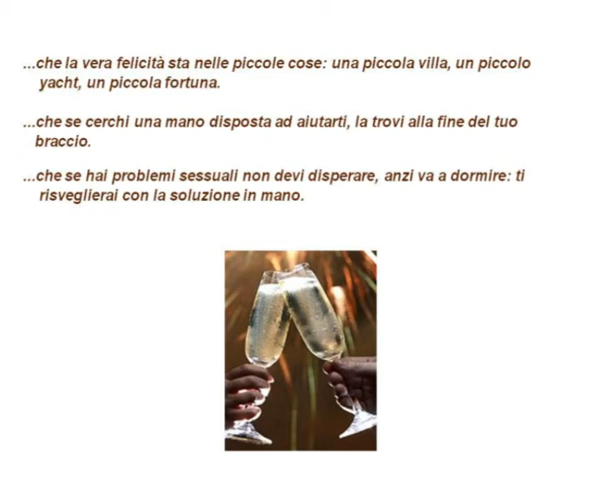 ...che la vera felicità sta nelle piccole cose: una piccola villa, un piccolo
yacht, un piccola fortuna.
...che se cerchi una mano disposta ad aiutarti, la trovi alla fine del tuo
braccio.
...che se hai problemi sessuali non devi disperare, anzi va a dormire: ti
risveglierai con la soluzione in mano.